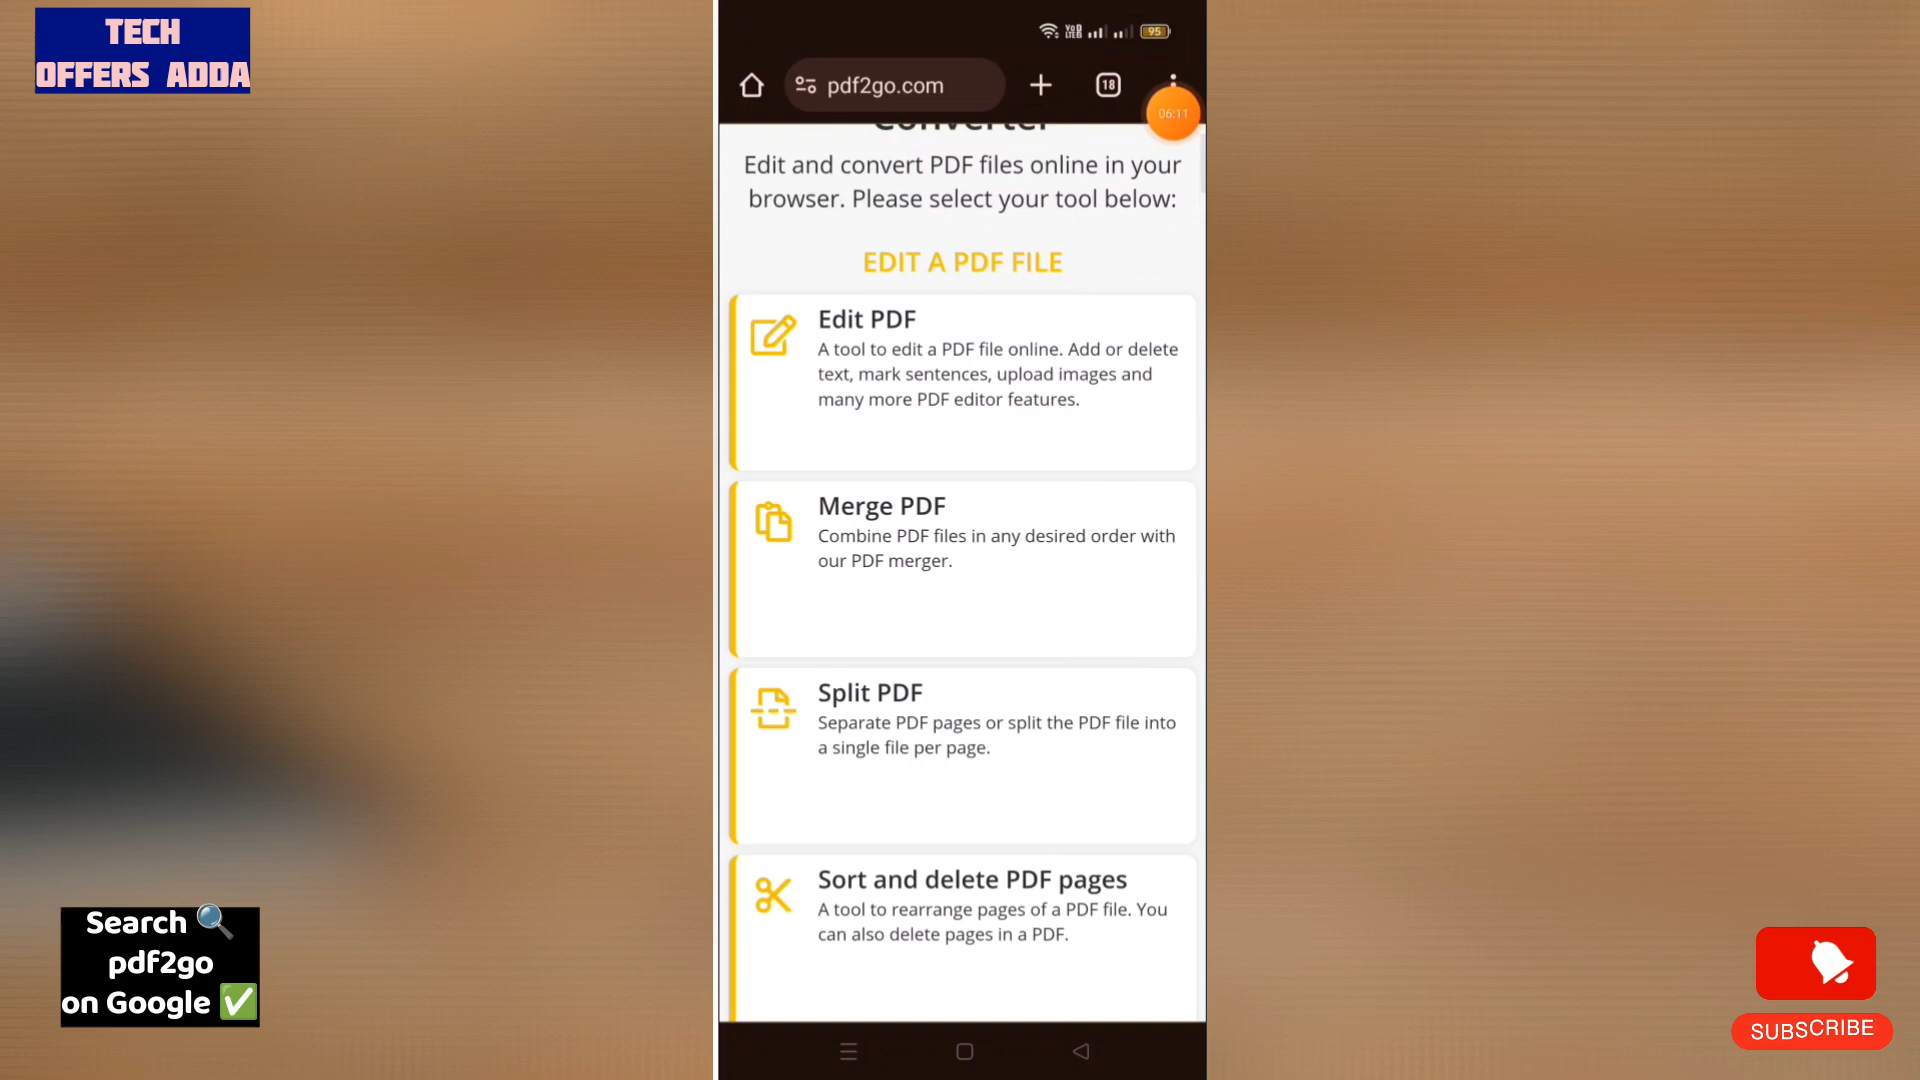 TECH
OFFERS ADDA
VoD
LTEB
95
pdf2go.com
18
06:11
Converter
Edit and convert PDF files online in your
browser. Please select your tool below:
EDIT A PDF FILE
Edit PDF
A tool to edit a PDF file online. Add or delete
text, mark sentences, upload images and
many more PDF editor features.
Merge PDF
Combine PDF files in any desired order with
our PDF merger.
Split PDF
Separate PDF pages or split the PDF file into
a single file per page.
Sort and delete PDF pages
A tool to rearrange pages of a PDF file. You
can also delete pages in a PDF.
Search 🔍
pdf2go
on Google ✅
SUBSCRIBE